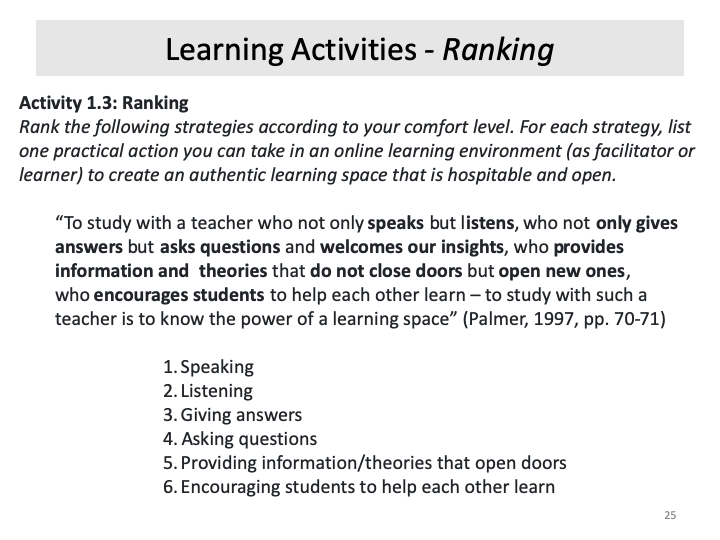 Learning Activities - Ranking
Activity 1.3: Ranking
Rank the following strategies according to your comfort level. For each strategy, list
one practical action you can take in an online learning environment (as facilitator or
learner) to create an authentic learning space that is hospitable and open.
“To study with a teacher who not only speaks but listens, who not only gives
answers but asks questions and welcomes our insights, who provides
information and  theories that do not close doors but open new ones,
who encourages students to help each other learn – to study with such a
teacher is to know the power of a learning space” (Palmer, 1997, pp. 70-71)
1. Speaking
2. Listening
3. Giving answers
4. Asking questions
5. Providing information/theories that open doors
6. Encouraging students to help each other learn
25